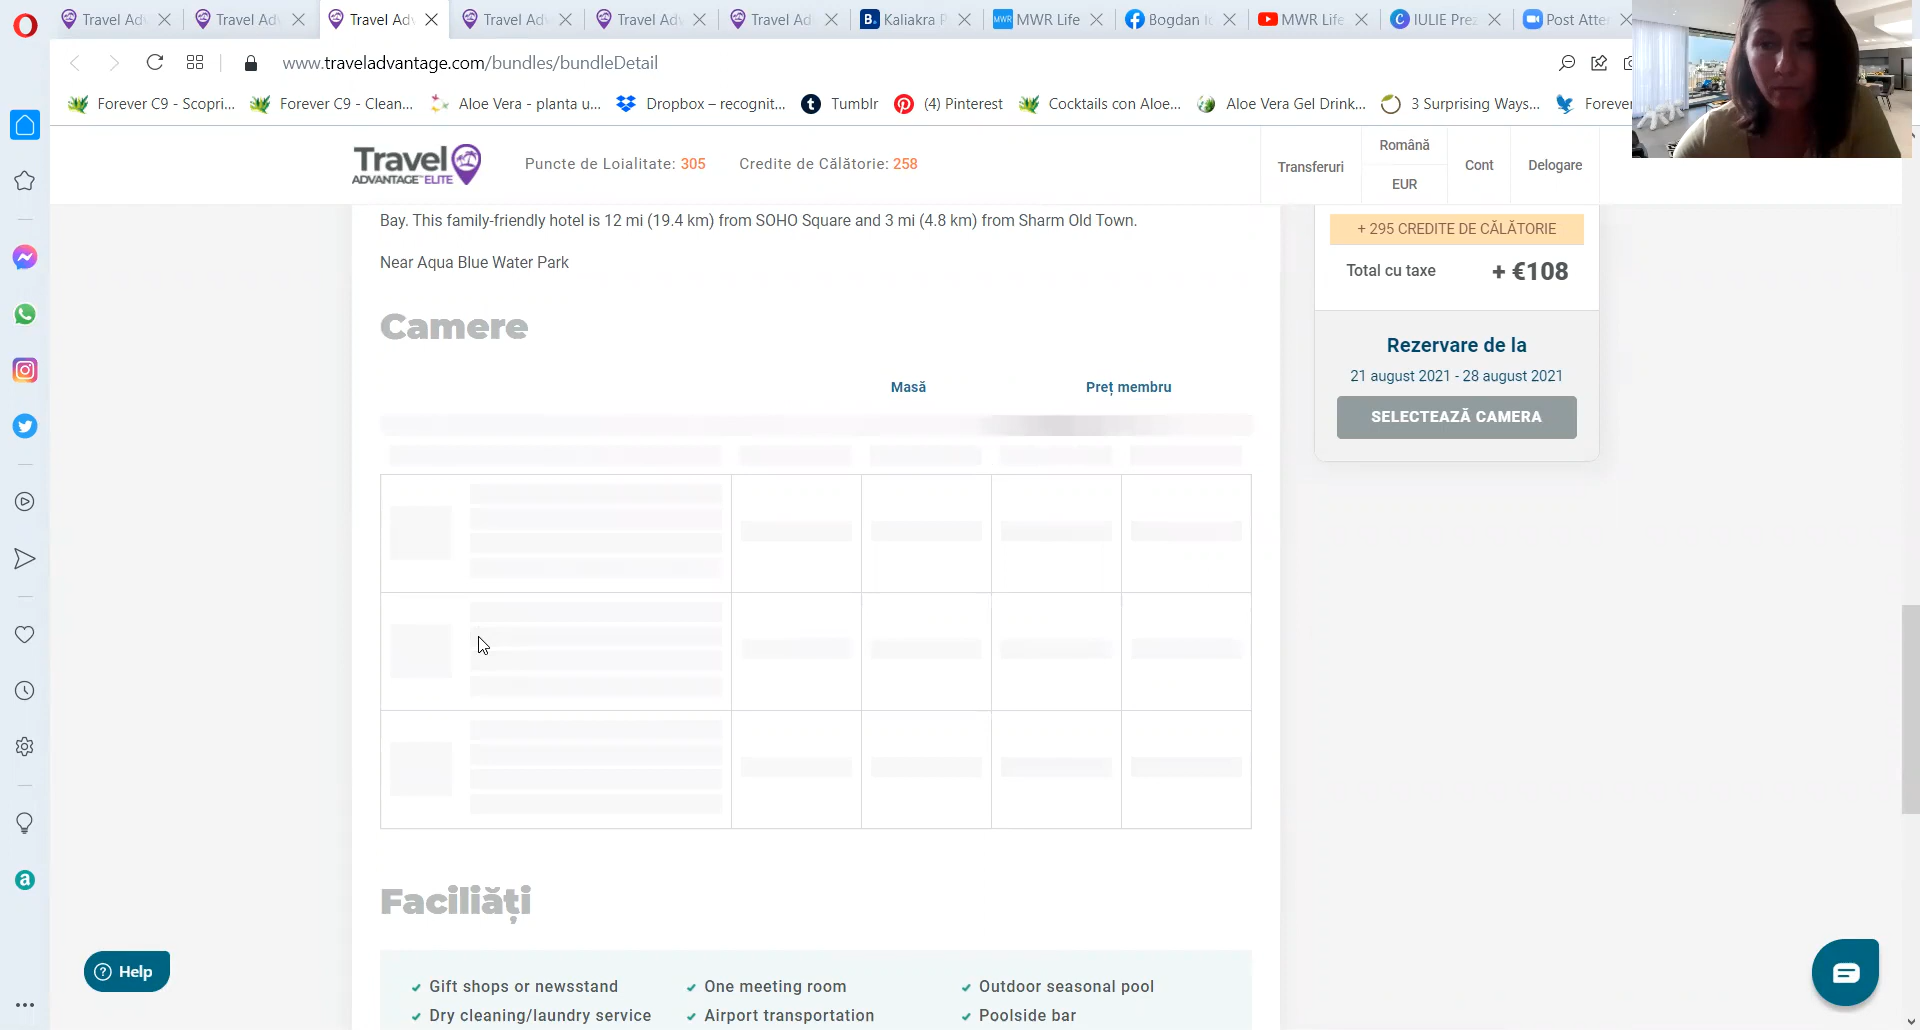 Travel Adv
Travel Ad
Travel Adv
Travel Adv
Travel Adv
Travel Ad
B. Kaliakra P
MWR MWR Life
Bogdan Ic
MWR Life
C IULIE Prez
Post Atte
www.traveladvantage.com/bundles/bundleDetail
Forever C9 - Scopri...
Forever C9 - Clean...
Aloe Vera - planta u...
Dropbox – recognit...
t Tumblr
(4) Pinterest
Cocktails con Aloe...
Aloe Vera Gel Drink...
3 Surprising Ways...
Forever
Travel
ADVANTAGE™ ELITE
Puncte de Loialitate: 305
Credite de Călătorie: 258
Transferuri
Română
EUR
Cont
Delogare
Bay. This family-friendly hotel is 12 mi (19.4 km) from SOHO Square and 3 mi (4.8 km) from Sharm Old Town.
Near Aqua Blue Water Park
+ 295 CREDITE DE CĂLĂTORIE
Total cu taxe + €108
Rezervare de la
21 august 2021 - 28 august 2021
SELECTEAZĂ CAMERA
Camere
Masă
Preț membru
Faciliăți
Gift shops or newsstand
One meeting room
Outdoor seasonal pool
Dry cleaning/laundry service
Airport transportation
Poolside bar
a
? Help